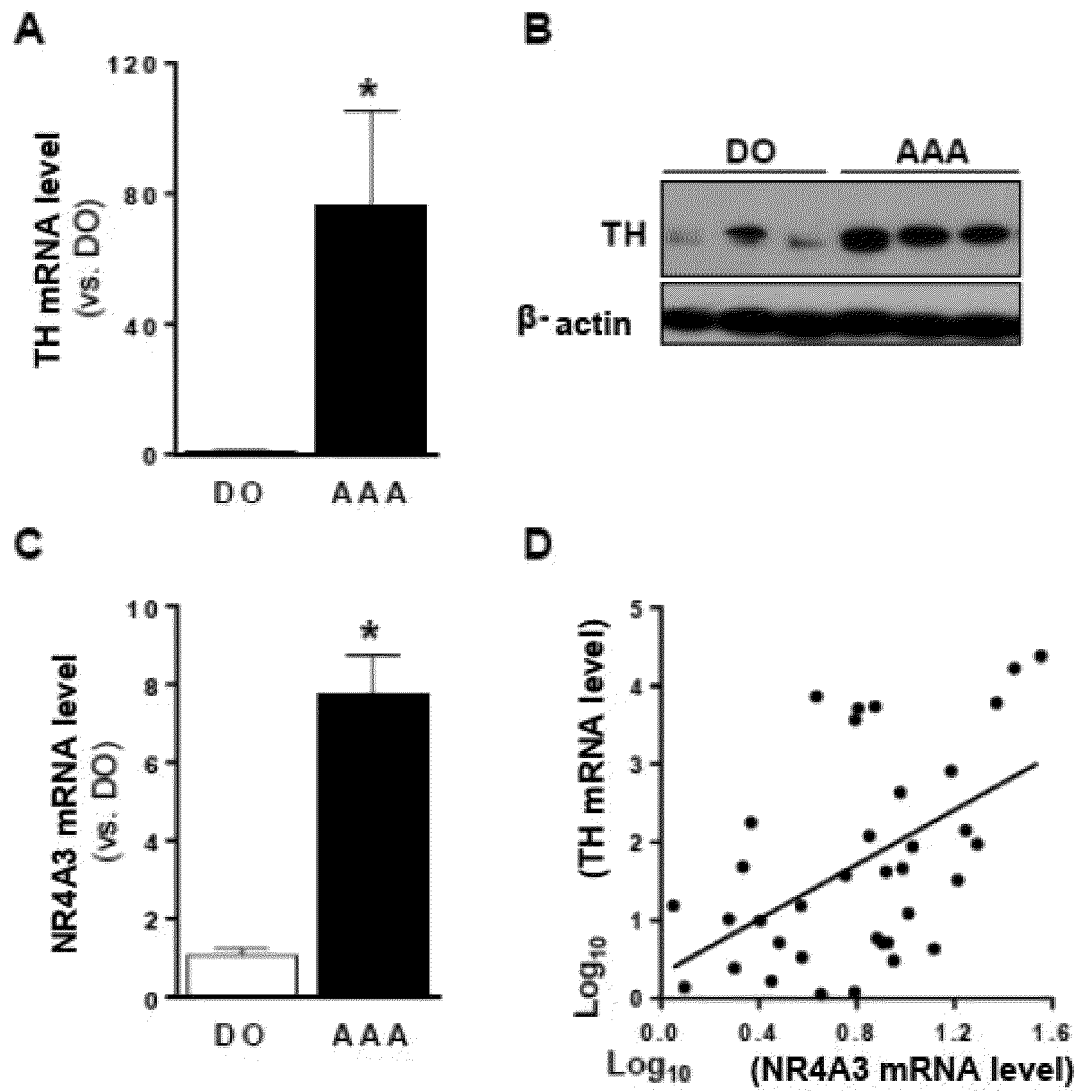 A
TH mRNA level
(vs. DO)
120
80
40
0
*
DO
AAA
B
DO
AAA
TH
β-actin
C
NR4A3 mRNA level
(vs. DO)
10
8
6
4
2
0
*
DO
AAA
D
Log10 (TH mRNA level)
5
4
3
2
1
0
0.0 0.4 0.8 1.2 1.6
Log10 (NR4A3 mRNA level)